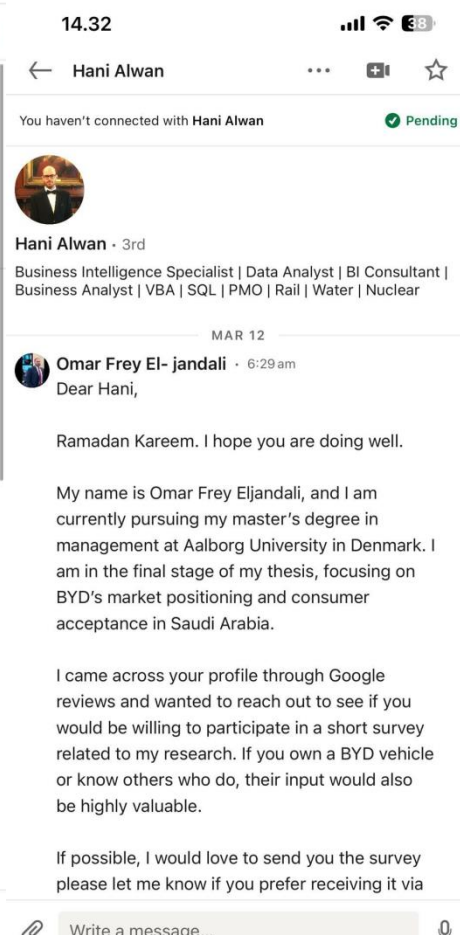 14.32
38
Hani Alwan
You haven't connected with Hani Alwan
Pending
Hani Alwan · 3rd
Business Intelligence Specialist | Data Analyst | BI Consultant |
Business Analyst | VBA | SQL | PMO | Rail | Water | Nuclear
MAR 12
Omar Frey El- jandali · 6:29 am
Dear Hani,
Ramadan Kareem. I hope you are doing well.
My name is Omar Frey Eljandali, and I am
currently pursuing my master's degree in
management at Aalborg University in Denmark. I
am in the final stage of my thesis, focusing on
BYD's market positioning and consumer
acceptance in Saudi Arabia.
I came across your profile through Google
reviews and wanted to reach out to see if you
would be willing to participate in a short survey
related to my research. If you own a BYD vehicle
or know others who do, their input would also
be highly valuable.
If possible, I would love to send you the survey
please let me know if you prefer receiving it via
Write a message...